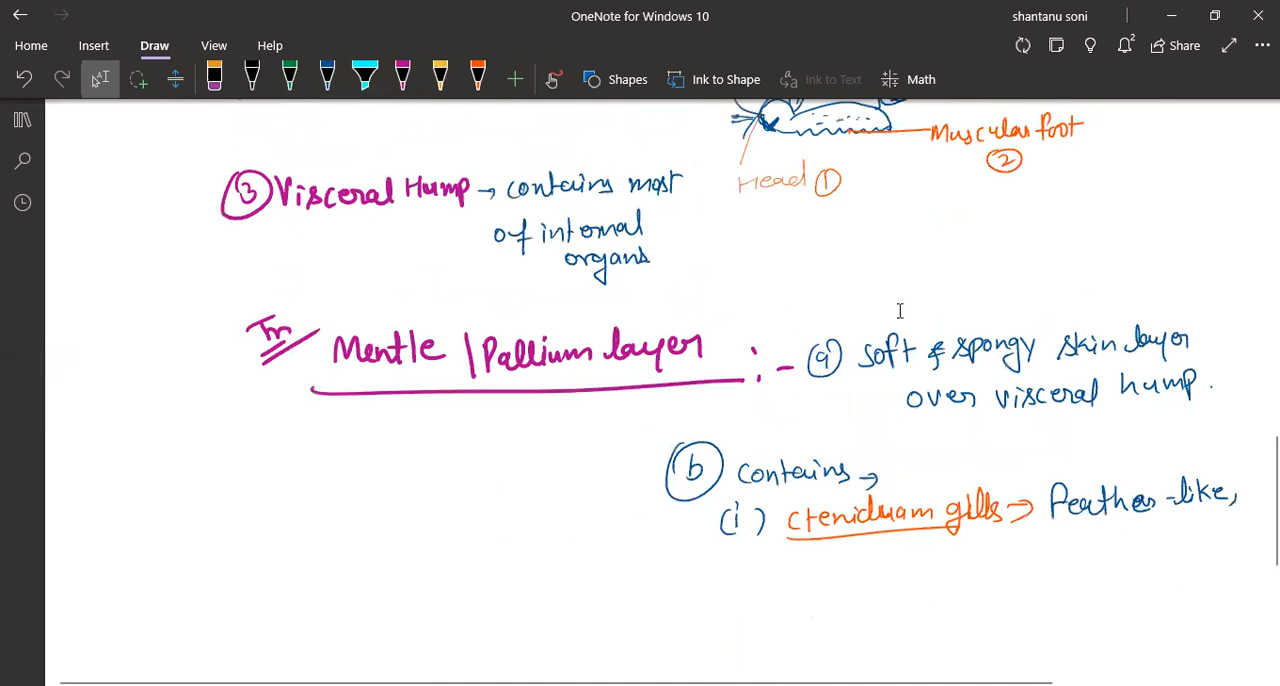 OneNote for Windows 10
shantanu soni
Home Insert Draw View Help
Share
Shapes
Ink to Shape
Ink to Text
Math
Muscular foot
②
Head ①
③ Visceral Hump → contains most
of internal
organs
Im
Mentle / Pallium layer :- ⓐ soft & spongy skin layer
over visceral hump.
ⓑ contains →
(i) cteniduam gills → Feather-like,